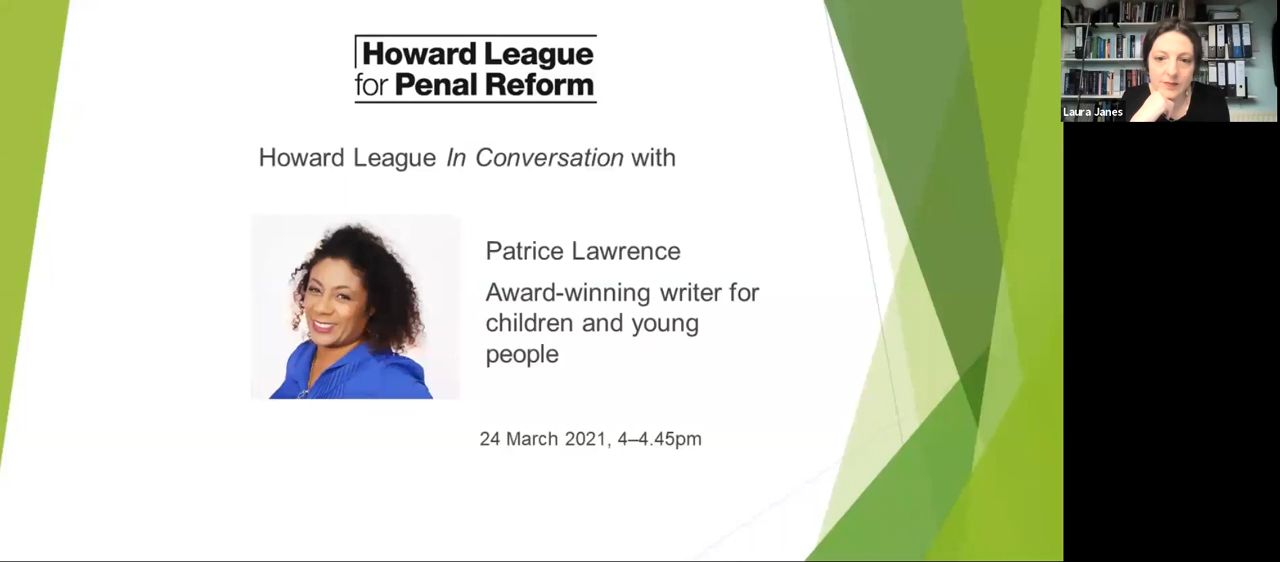 Howard League
for Penal Reform
Howard League In Conversation with
Patrice Lawrence
Award-winning writer for
children and young
people
24 March 2021, 4–4.45pm
Laura Janes